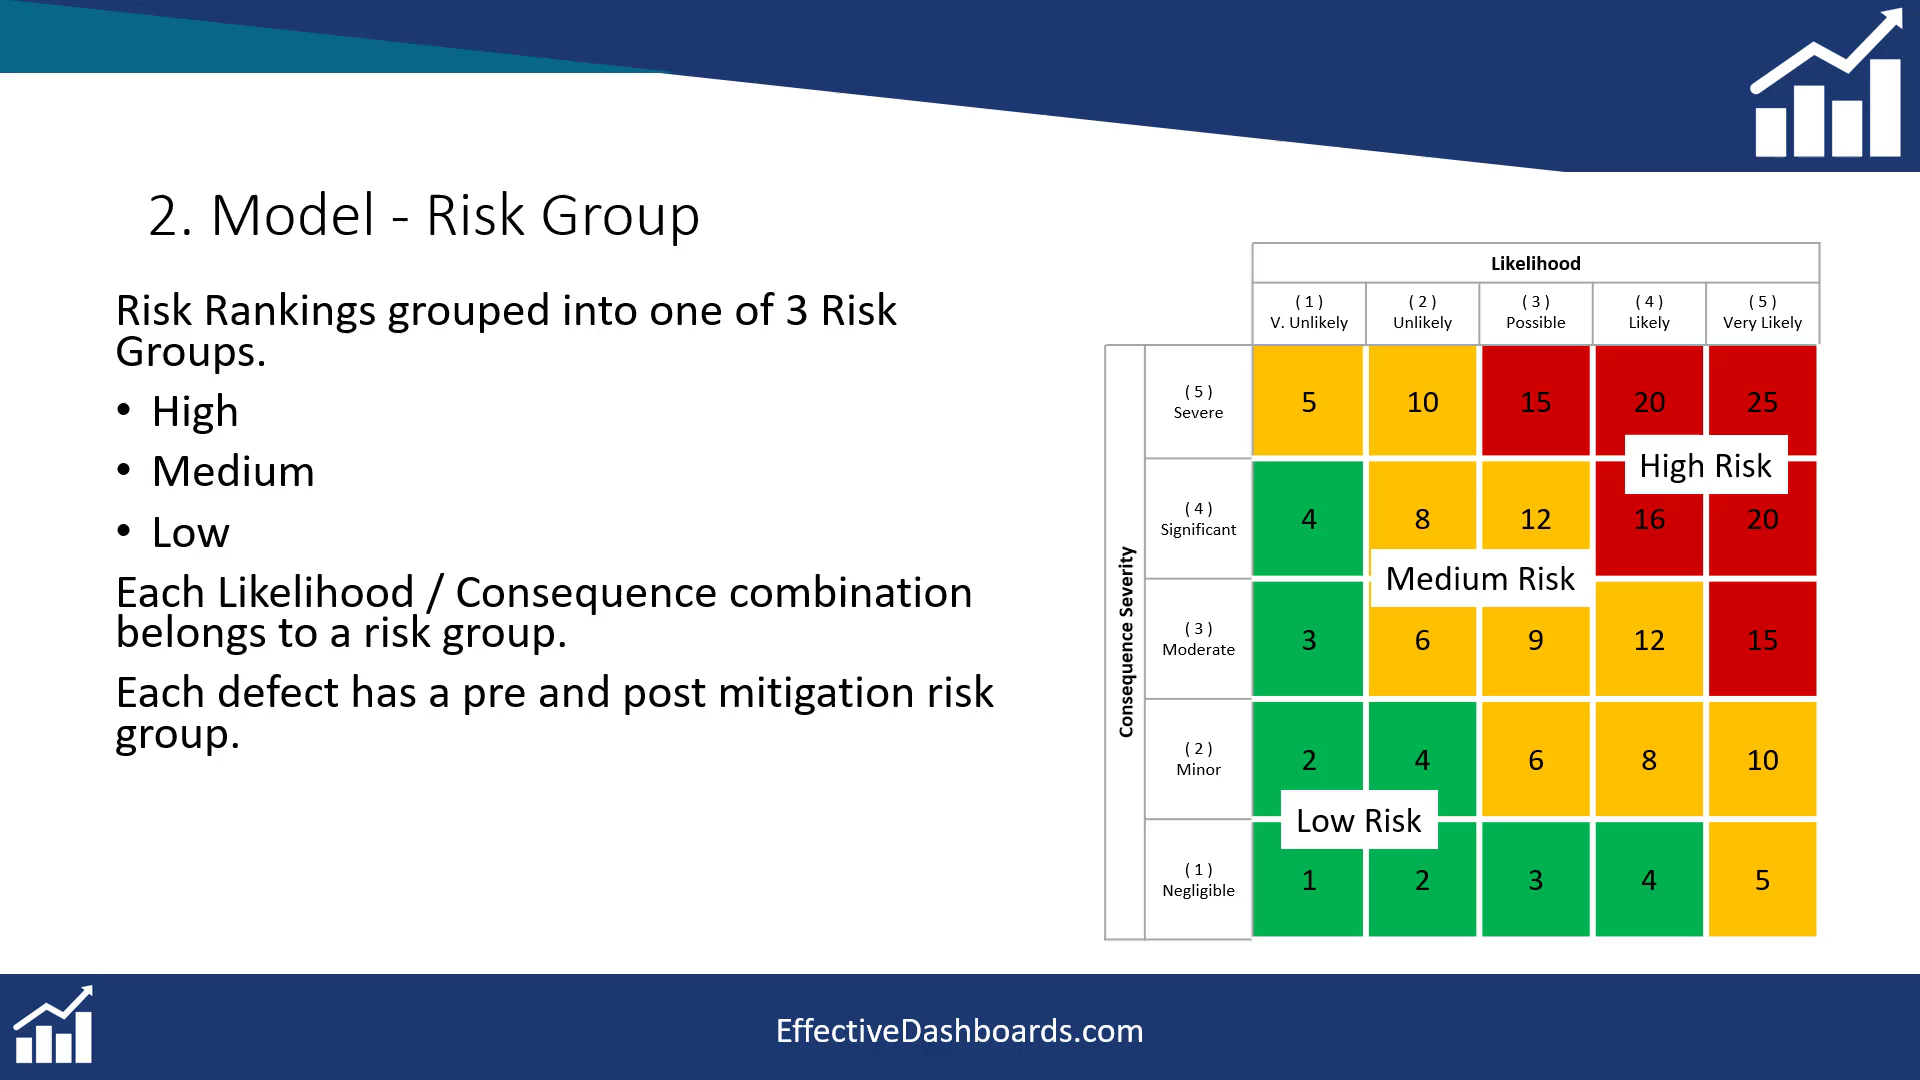 2. Model - Risk Group
Risk Rankings grouped into one of 3 Risk
Groups.
• High
• Medium
• Low
Each Likelihood / Consequence combination
belongs to a risk group.
Each defect has a pre and post mitigation risk
group.
Likelihood
( 1 ) ( 2 ) ( 3 ) ( 4 ) ( 5 )
V. Unlikely Unlikely Possible Likely Very Likely
Consequence Severity
( 5 )
Severe
5 10 15 20 25
High Risk
( 4 )
Significant
4 8 12 16 20
Medium Risk
( 3 )
Moderate
3 6 9 12 15
( 2 )
Minor
2 4 6 8 10
Low Risk
( 1 )
Negligible
1 2 3 4 5
EffectiveDashboards.com